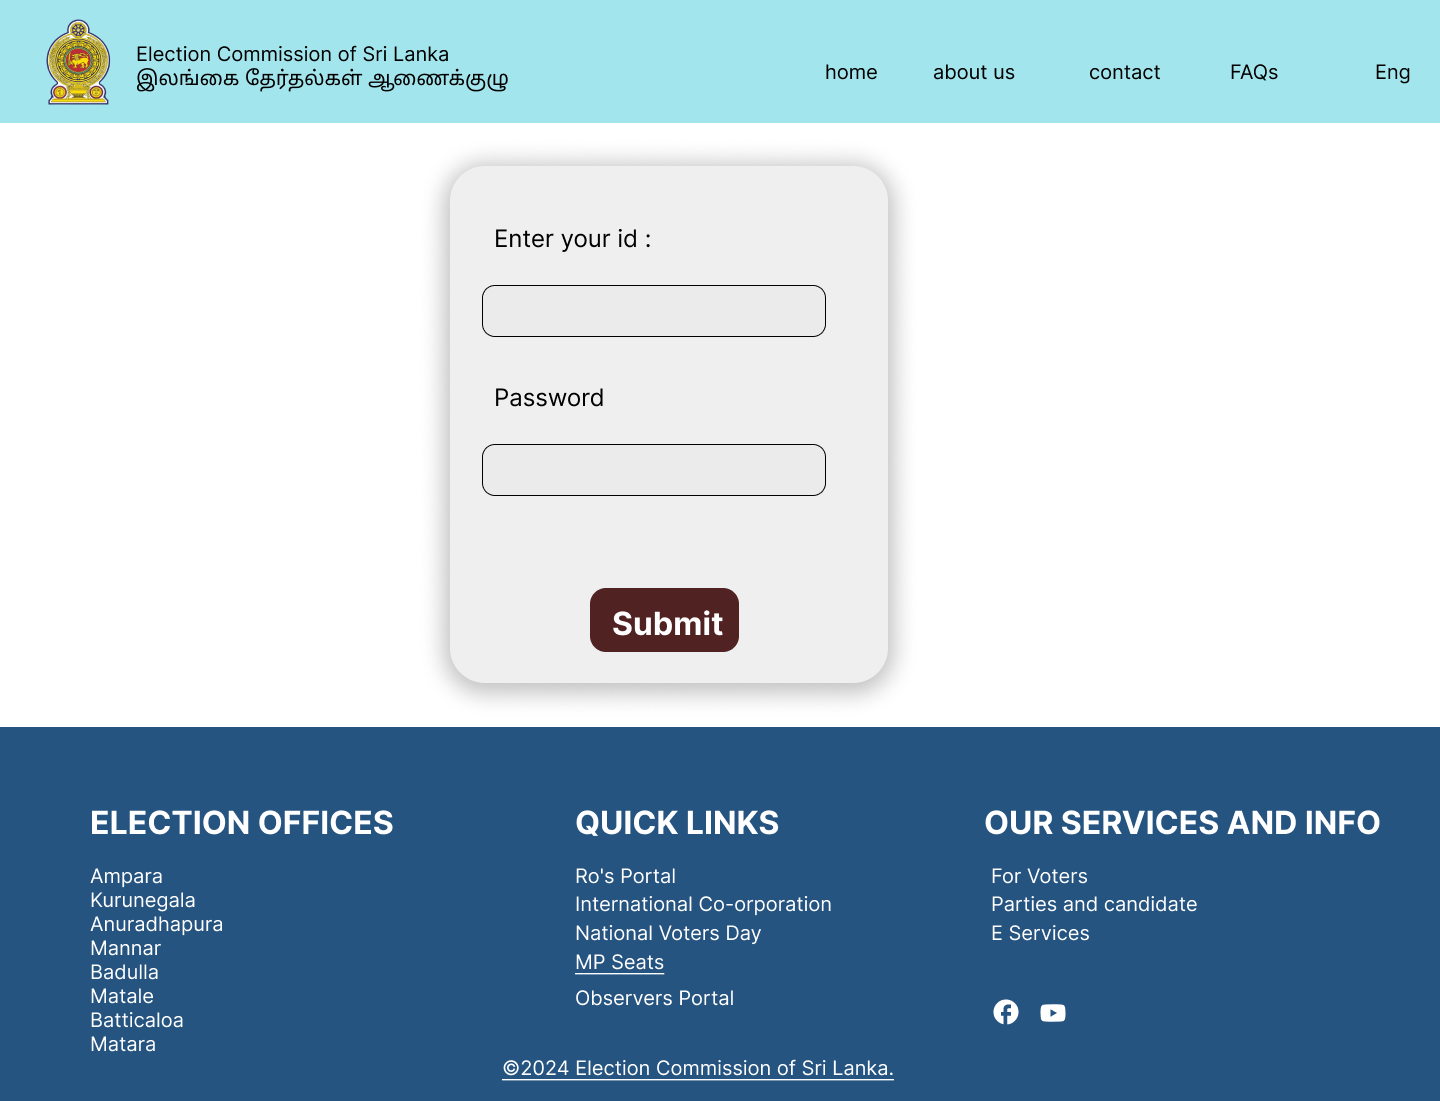 Election Commission of Sri Lanka
இலங்கை தேர்தல்கள் ஆணைக்குழு
home about us contact FAQs Eng
Enter your id :
Password
Submit
ELECTION OFFICES
Ampara
Kurunegala
Anuradhapura
Mannar
Badulla
Matale
Batticaloa
Matara
QUICK LINKS
Ro's Portal
International Co-orporation
National Voters Day
MP Seats
Observers Portal
OUR SERVICES AND INFO
For Voters
Parties and candidate
E Services
©2024 Election Commission of Sri Lanka.